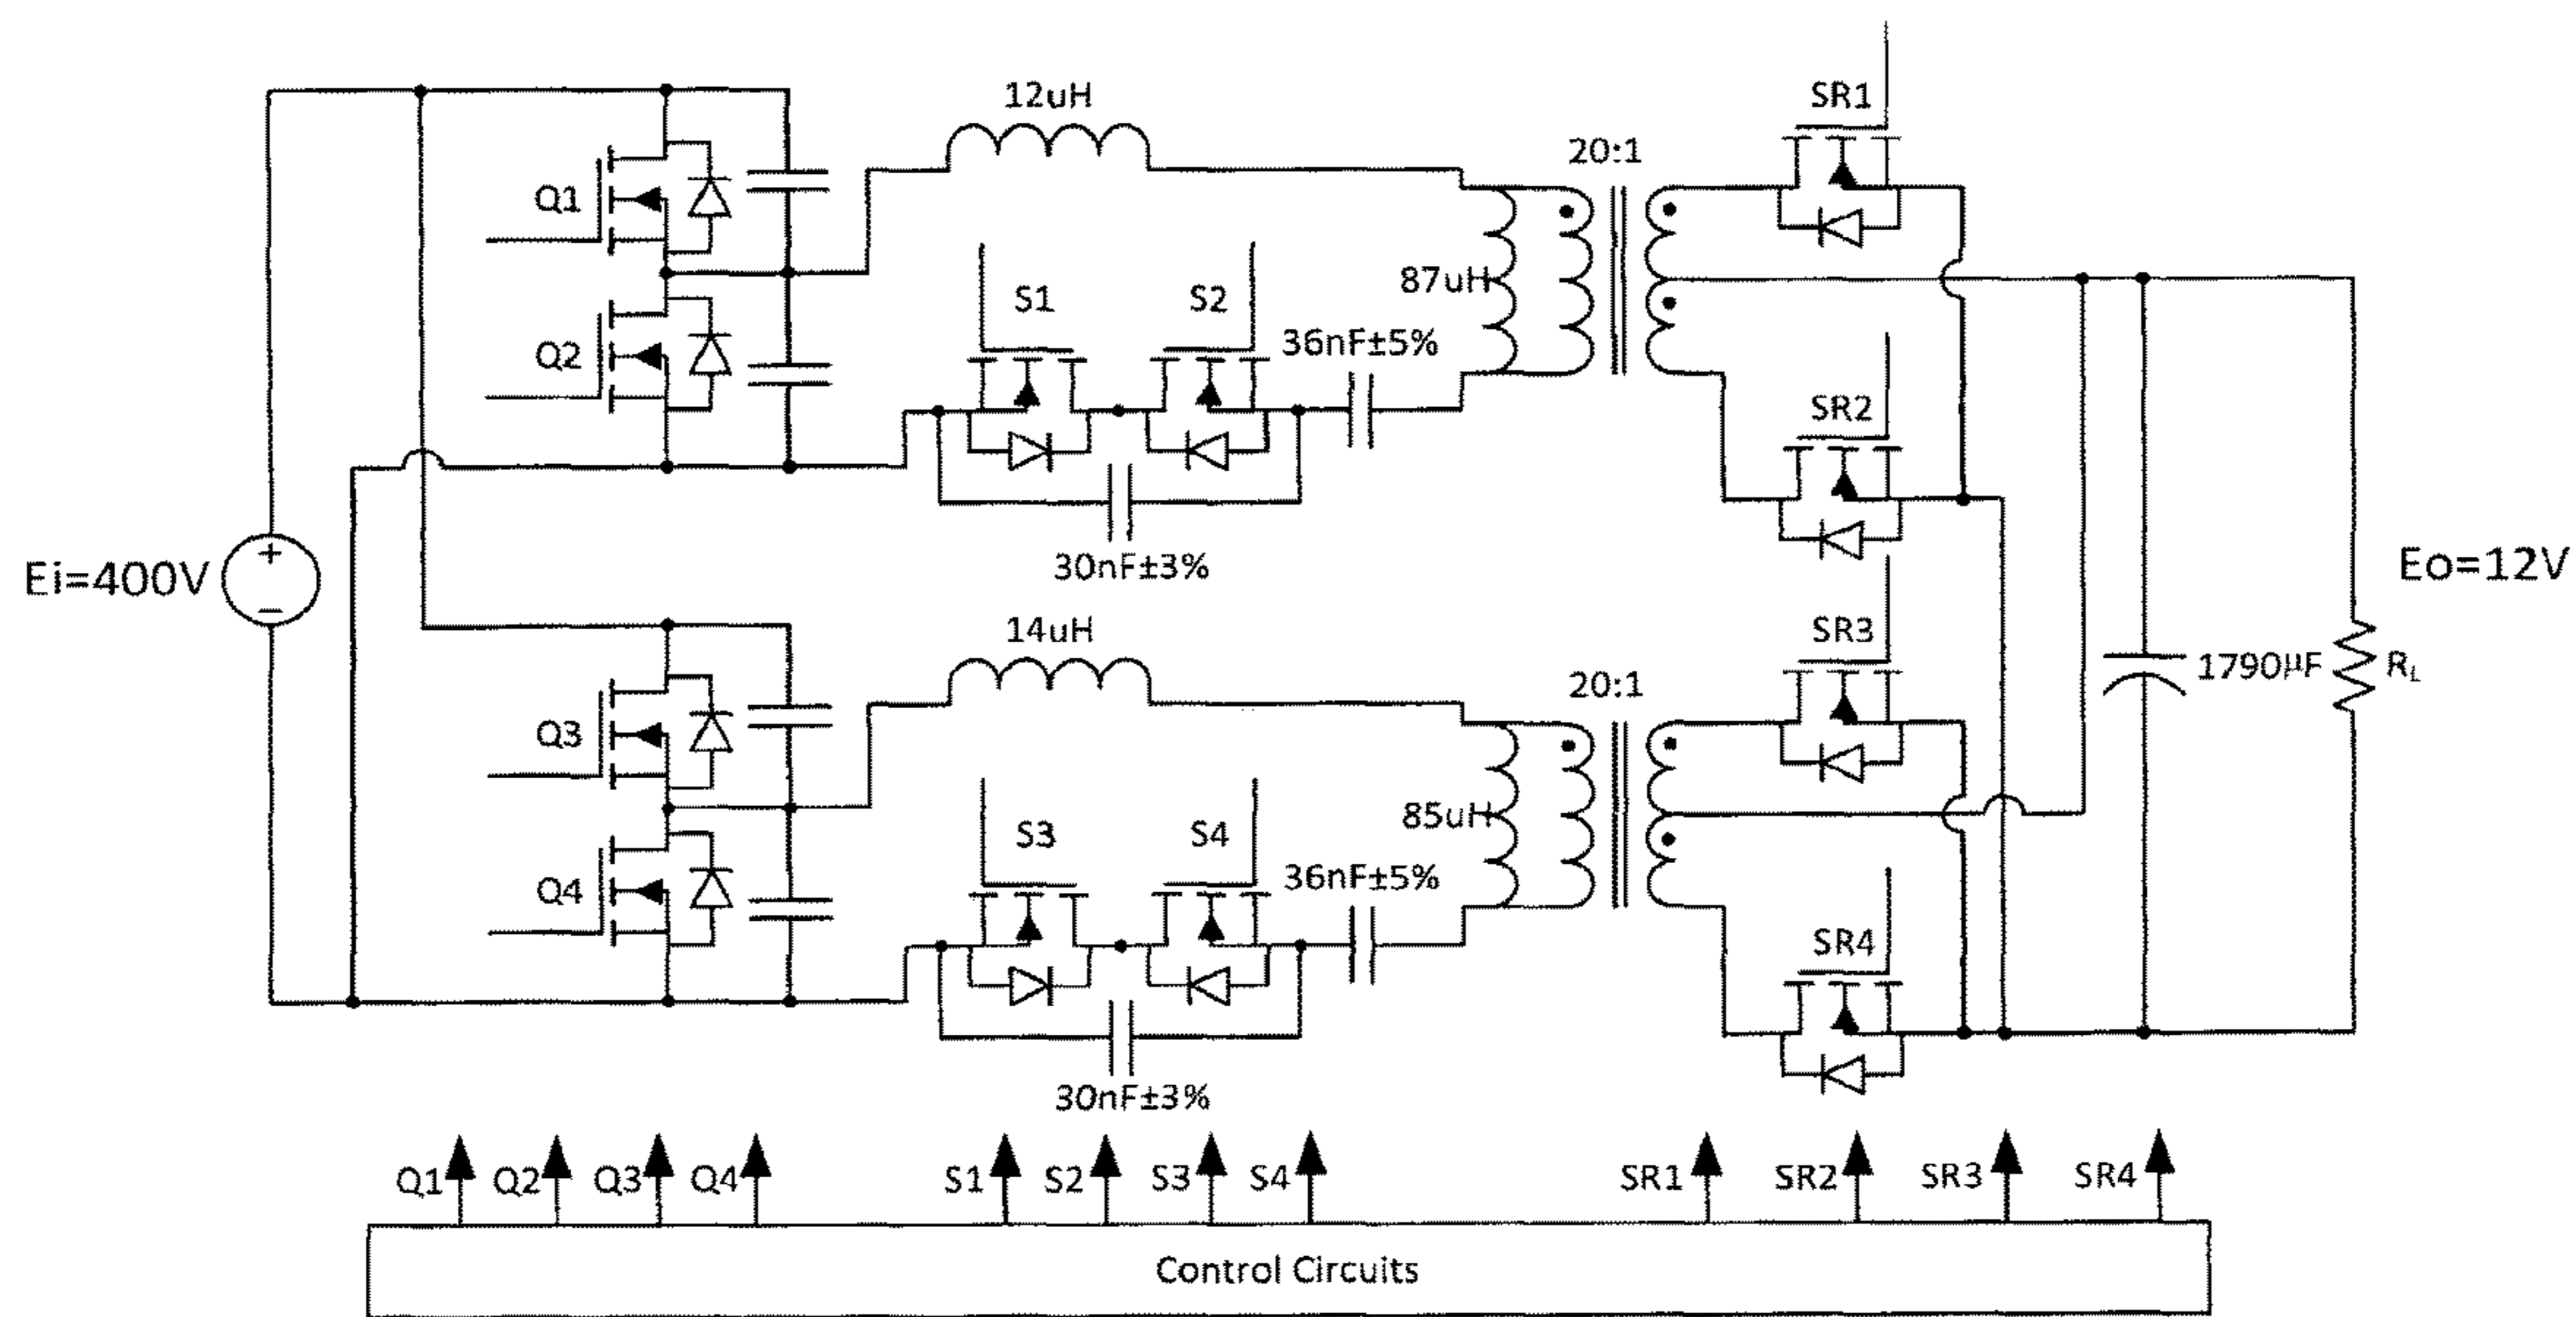 12uH
SR1
20:1
Q1
S1
S2
87uH
36nF±5%
Q2
SR2
30nF±3%
Ei=400V
+
−
Eo=12V
14uH
SR3
20:1
1790µF
RL
Q3
S3
S4
85uH
36nF±5%
Q4
SR4
30nF±3%
Q1 Q2 Q3 Q4 S1 S2 S3 S4 SR1 SR2 SR3 SR4
Control Circuits